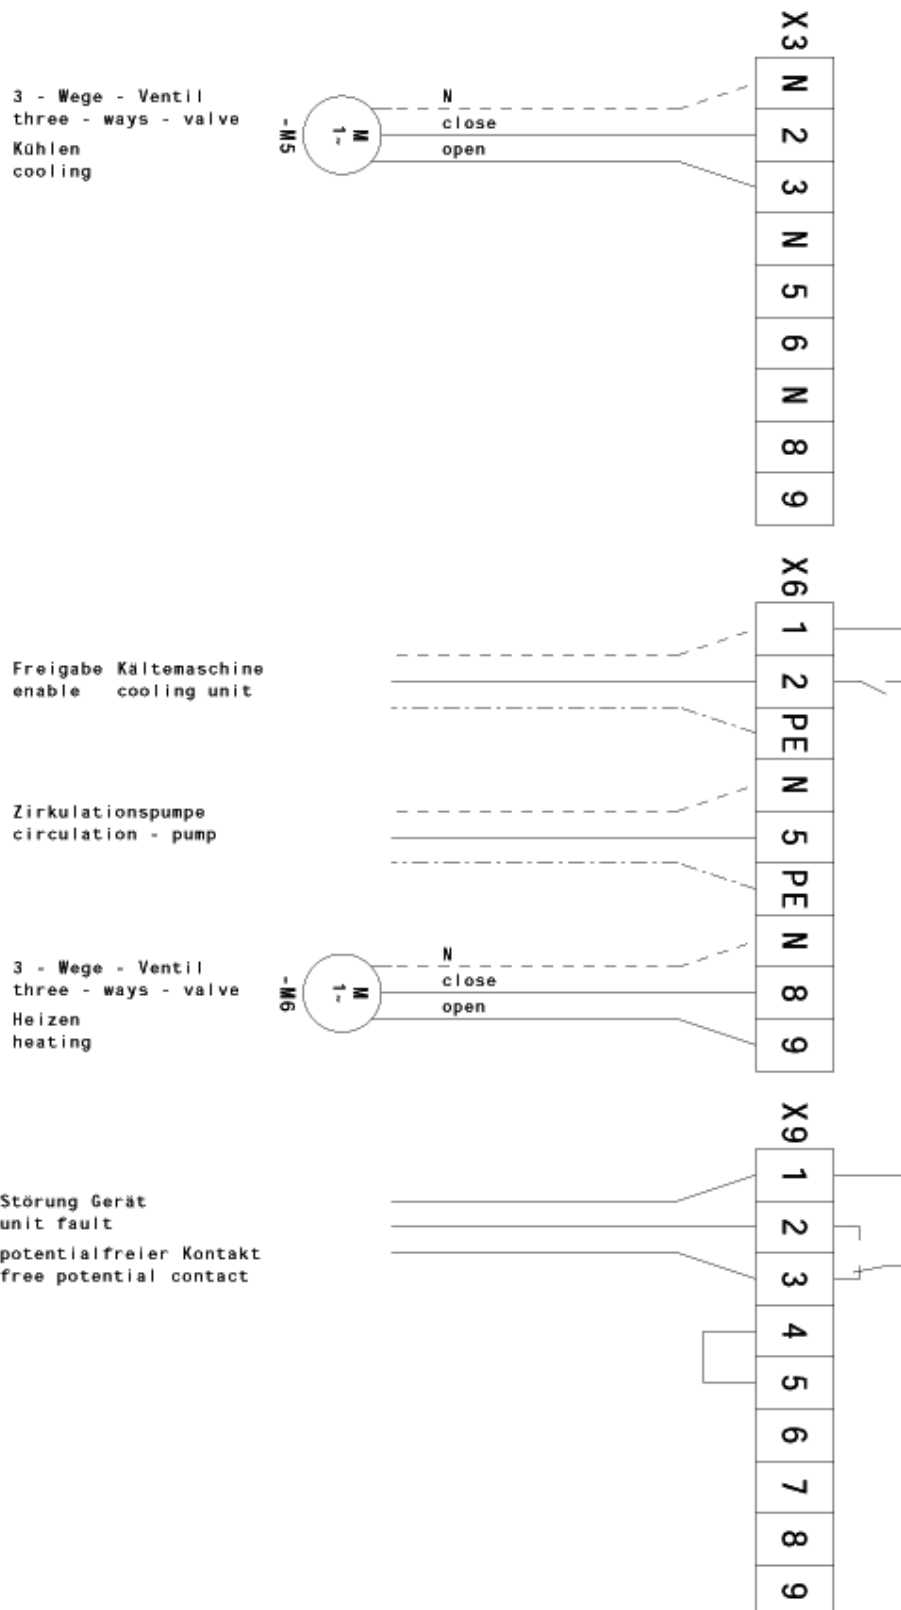 X3
N
2
3
N
5
6
N
8
9
3 - Wege - Ventil
three - ways - valve
Kühlen
cooling
-M5
M
1~
N
close
open
X6
1
2
PE
N
5
PE
N
8
9
Freigabe Kältemaschine
enable cooling unit
Zirkulationspumpe
circulation - pump
3 - Wege - Ventil
three - ways - valve
Heizen
heating
-M6
M
1~
N
close
open
X9
1
2
3
4
5
6
7
8
9
Störung Gerät
unit fault
potentialfreier Kontakt
free potential contact